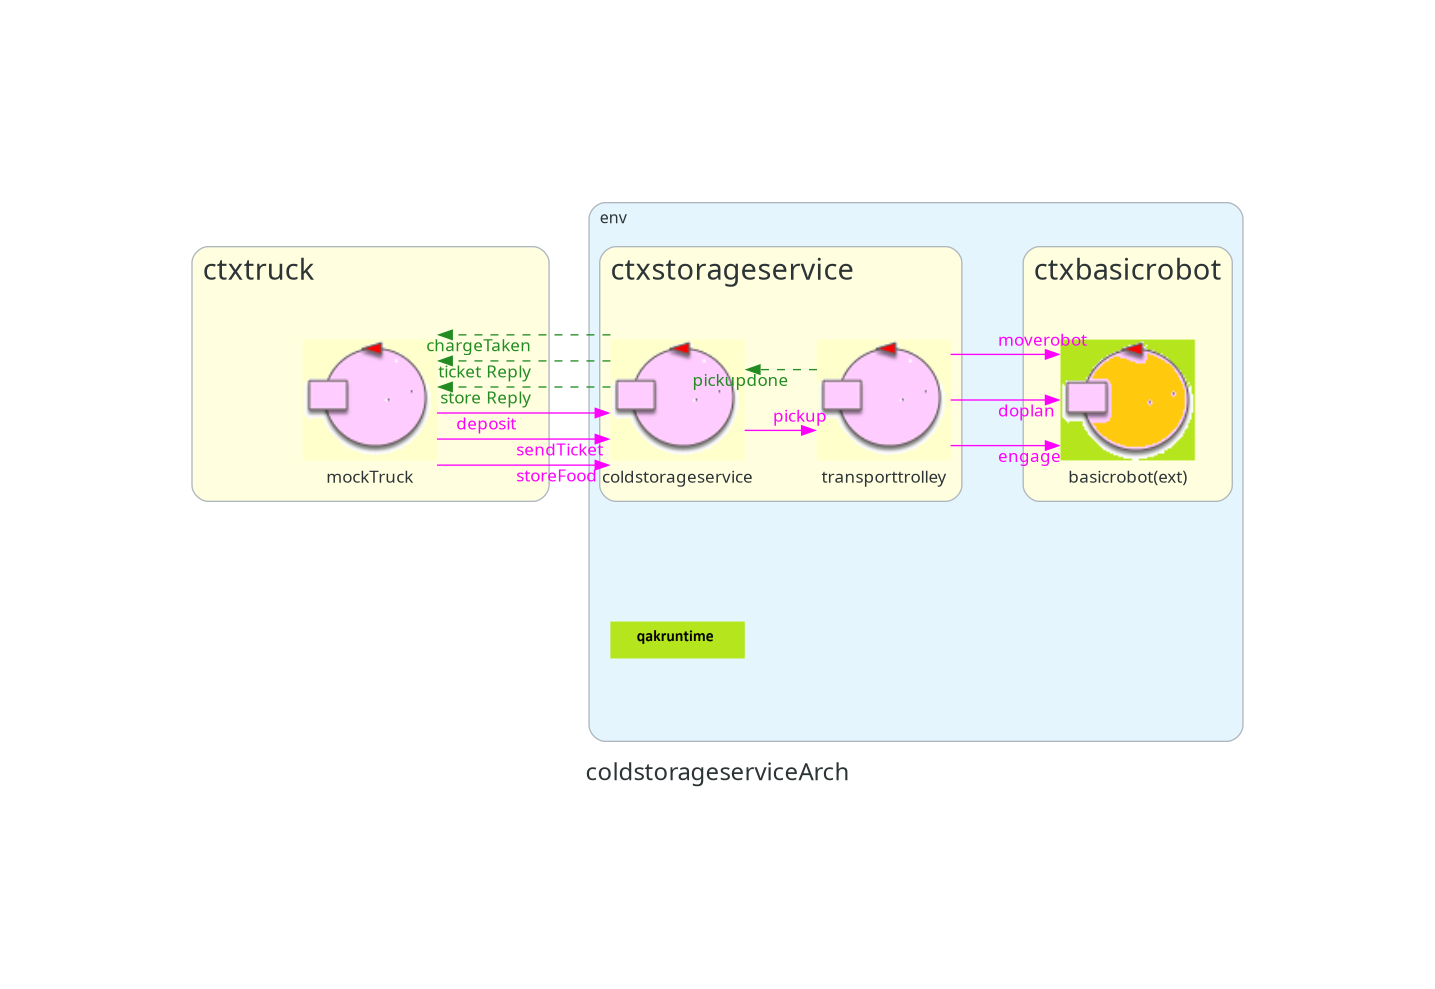 env
ctxtruck
ctxstorageservice
ctxbasicrobot
chargeTaken
ticket Reply
store Reply
deposit
sendTicket
storeFood
pickupdone
pickup
moverobot
doplan
engage
mockTruck
coldstorageservice
transporttrolley
basicrobot(ext)
qakruntime
coldstorageserviceArch